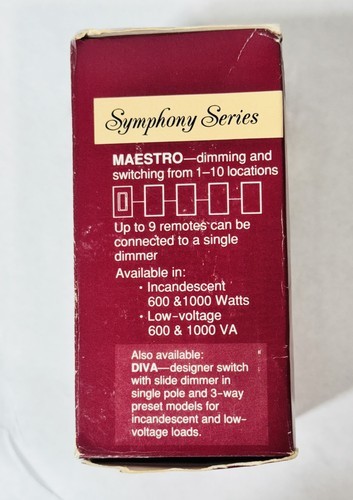 Symphony Series
MAESTRO—dimming and
switching from 1–10 locations
Up to 9 remotes can be
connected to a single
dimmer
Available in:
• Incandescent
600 & 1000 Watts
• Low-voltage
600 & 1000 VA
Also available:
DIVA—designer switch
with slide dimmer in
single pole and 3-way
preset models for
incandescent and low-
voltage loads.